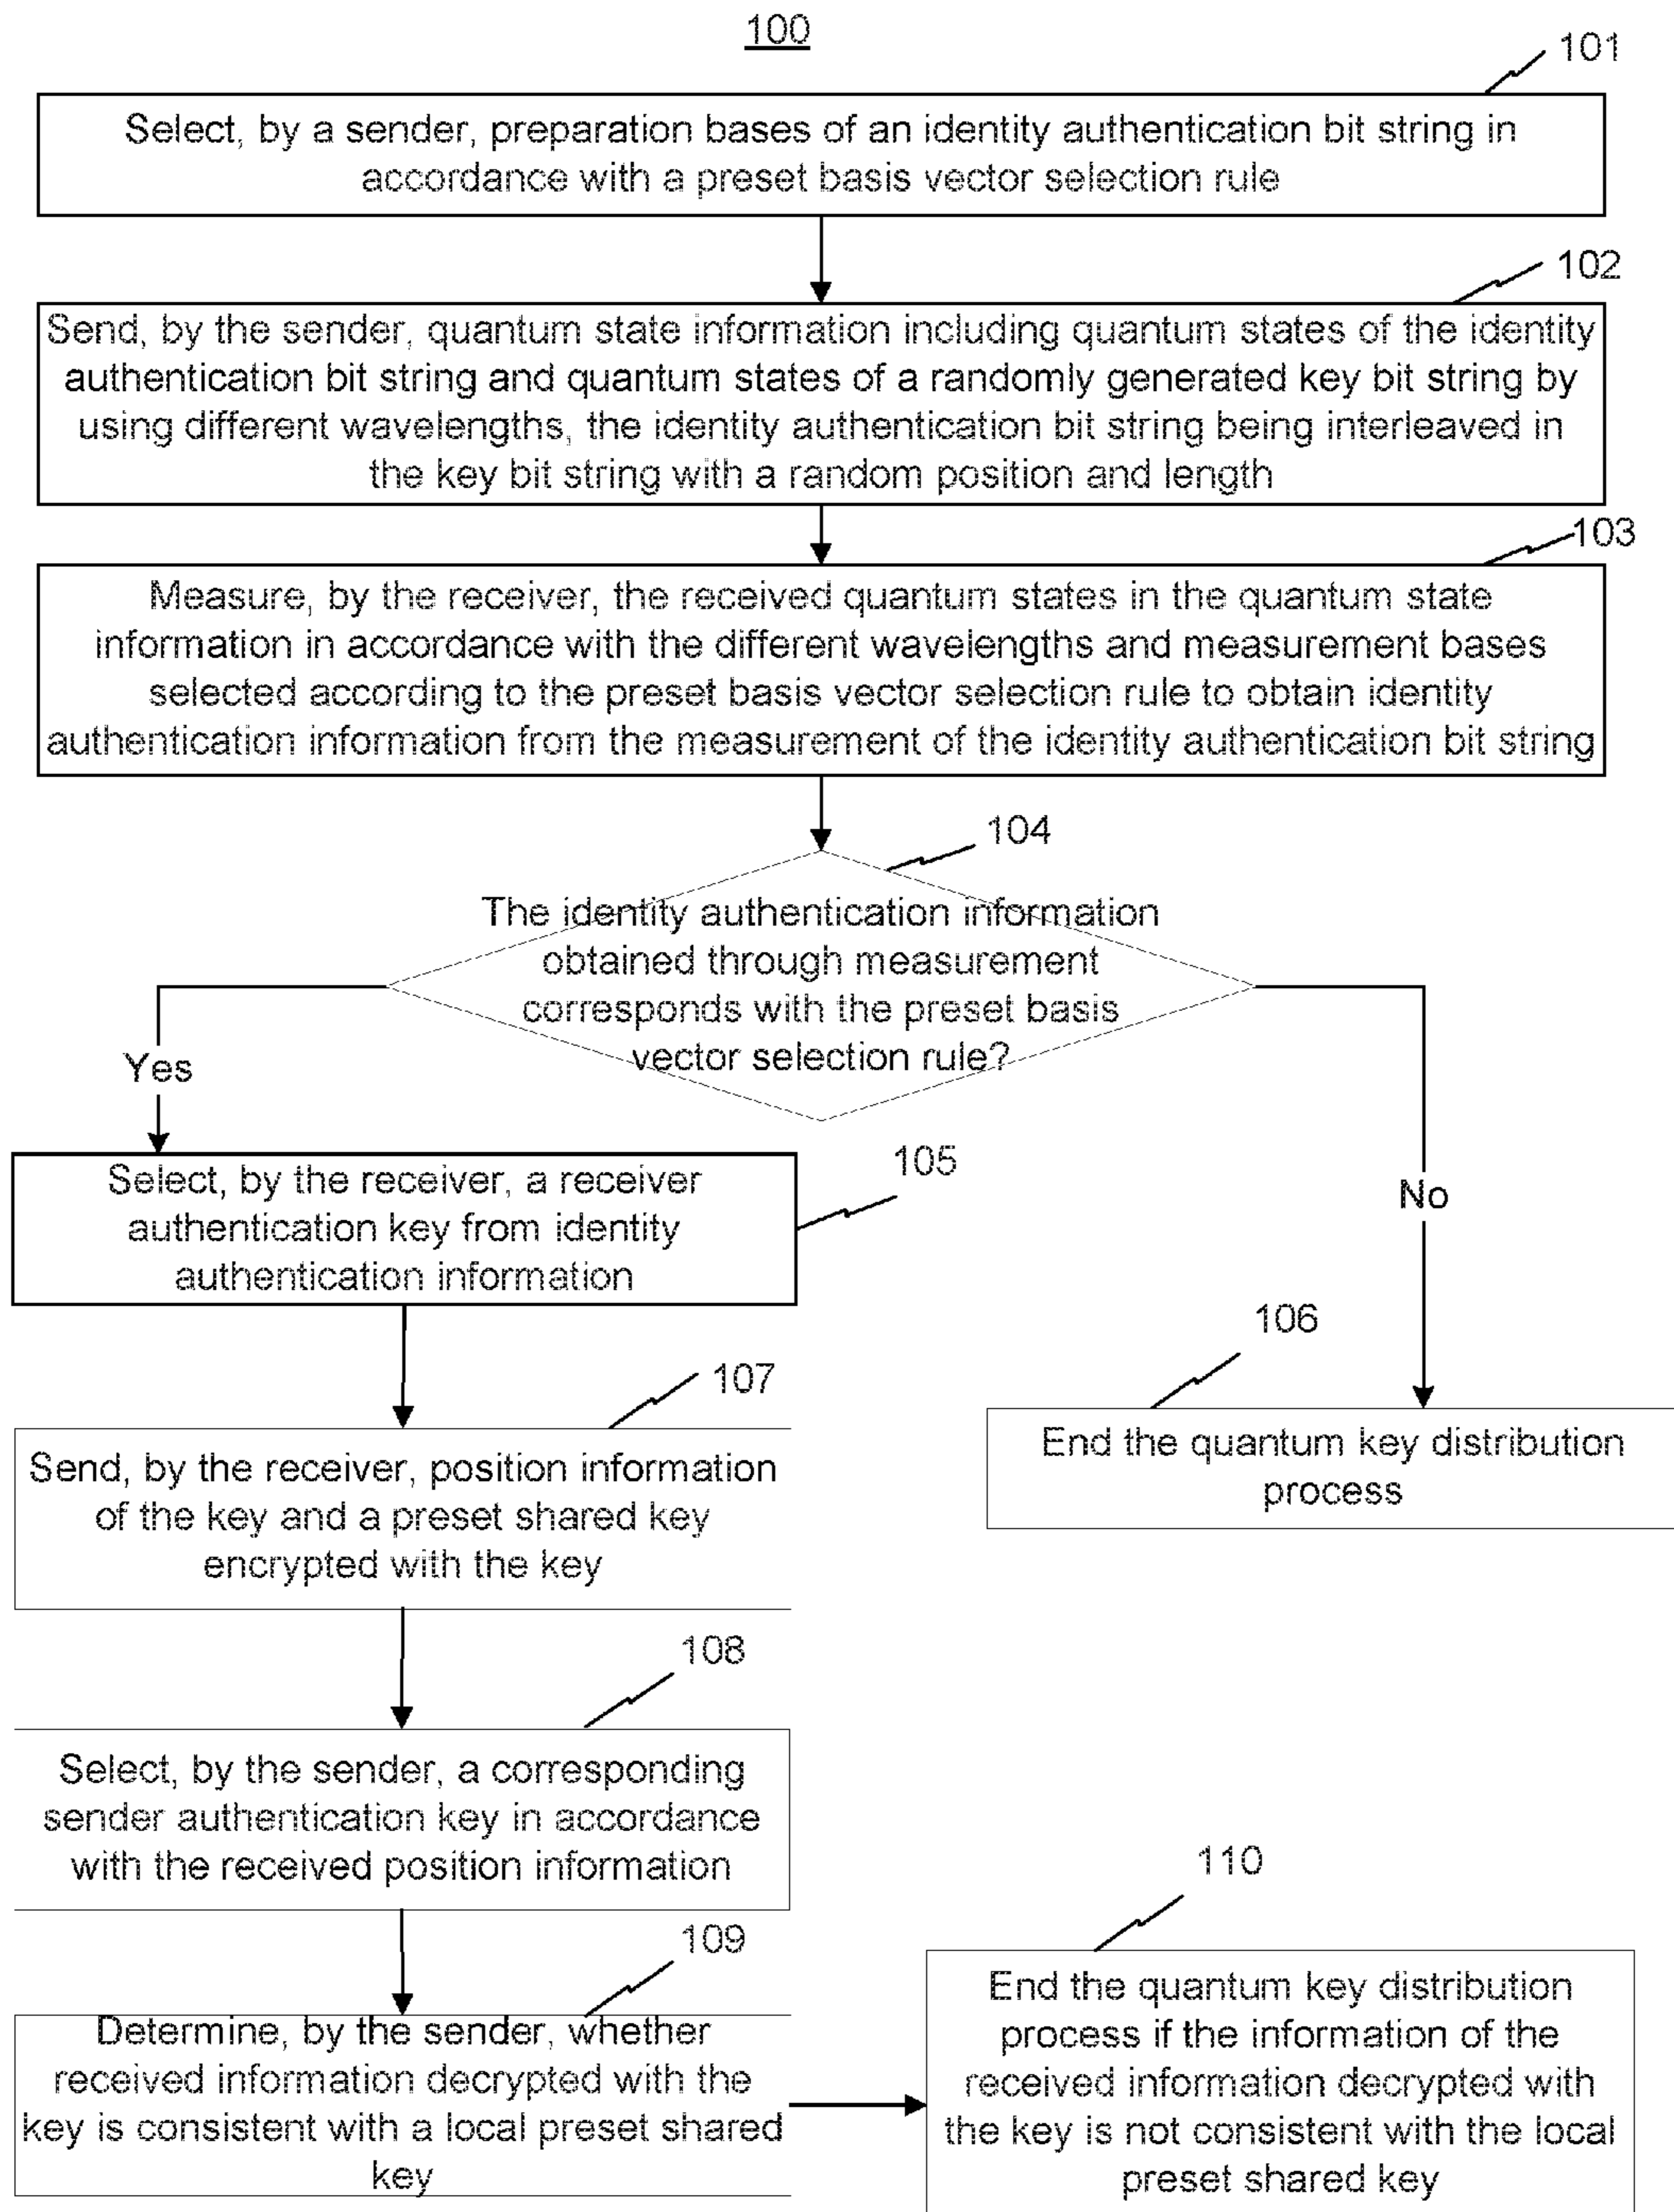 100
101
Select, by a sender, preparation bases of an identity authentication bit string in
accordance with a preset basis vector selection rule
102
Send, by the sender, quantum state information including quantum states of the identity
authentication bit string and quantum states of a randomly generated key bit string by
using different wavelengths, the identity authentication bit string being interleaved in
the key bit string with a random position and length
103
Measure, by the receiver, the received quantum states in the quantum state
information in accordance with the different wavelengths and measurement bases
selected according to the preset basis vector selection rule to obtain identity
authentication information from the measurement of the identity authentication bit string
104
The identity authentication information
obtained through measurement
corresponds with the preset basis
vector selection rule?
Yes
No
105
Select, by the receiver, a receiver
authentication key from identity
authentication information
106
End the quantum key distribution
process
107
Send, by the receiver, position information
of the key and a preset shared key
encrypted with the key
108
Select, by the sender, a corresponding
sender authentication key in accordance
with the received position information
109
Determine, by the sender, whether
received information decrypted with the
key is consistent with a local preset shared
key
110
End the quantum key distribution
process if the information of the
received information decrypted with
the key is not consistent with the local
preset shared key